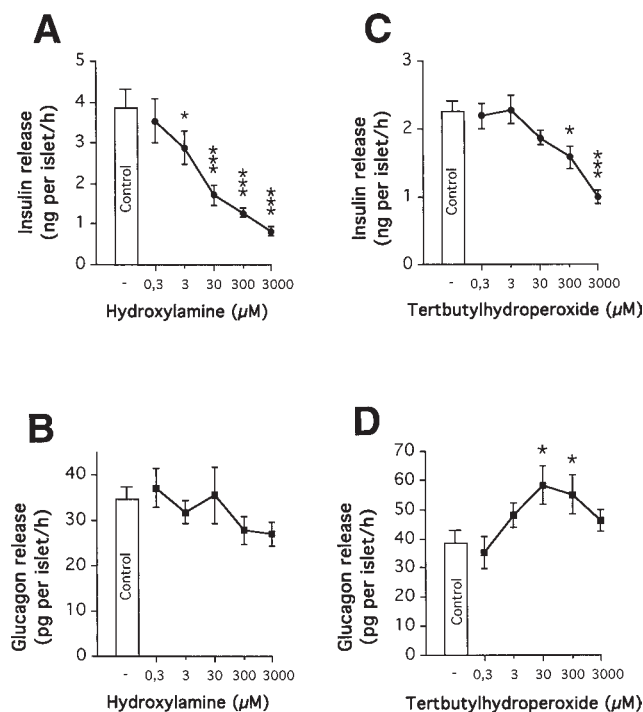 A
Insulin release
(ng per islet/h)
5
4
3
2
1
0
Control
*
***
***
***
- 0,3 3 30 300 3000
Hydroxylamine (µM)
C
Insulin release
(ng per islet/h)
3
2
1
0
Control
*
***
- 0,3 3 30 300 3000
Tertbutylhydroperoxide (µM)
B
Glucagon release
(pg per islet/h)
40
30
20
10
0
Control
- 0,3 3 30 300 3000
Hydroxylamine (µM)
D
Glucagon release
(pg per islet/h)
70
60
50
40
30
20
10
0
Control
*
*
- 0,3 3 30 300 3000
Tertbutylhydroperoxide (µM)